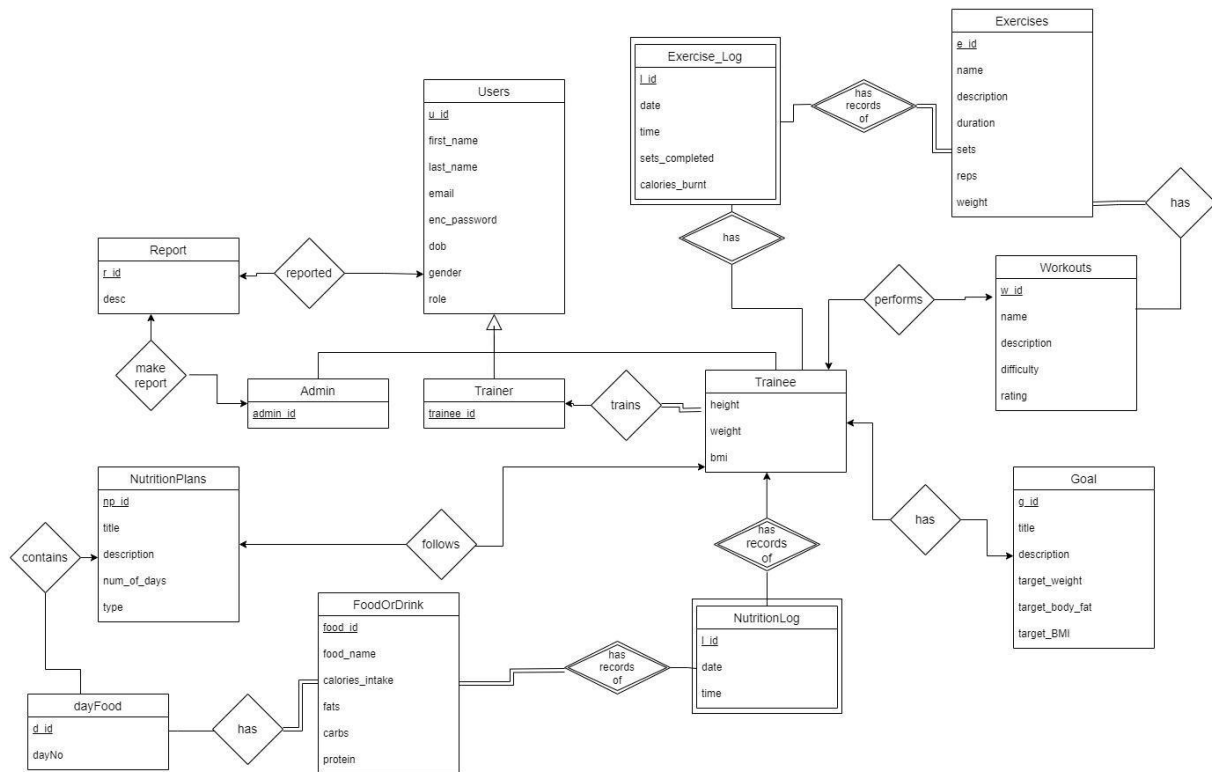 Exercises
e_id
name
description
duration
sets
reps
weight
Exercise_Log
l_id
date
time
sets_completed
calories_burnt
has
records
of
Users
u_id
first_name
last_name
email
enc_password
dob
gender
role
has
has
Report
r_id
desc
reported
Workouts
w_id
name
description
difficulty
rating
performs
make
report
Admin
admin_id
Trainer
trainee_id
trains
Trainee
height
weight
bmi
NutritionPlans
np_id
title
description
num_of_days
type
Goal
g_id
title
description
target_weight
target_body_fat
target_BMI
has
contains
follows
has
records
of
FoodOrDrink
food_id
food_name
calories_intake
fats
carbs
protein
NutritionLog
l_id
date
time
has
records
of
dayFood
d_id
dayNo
has